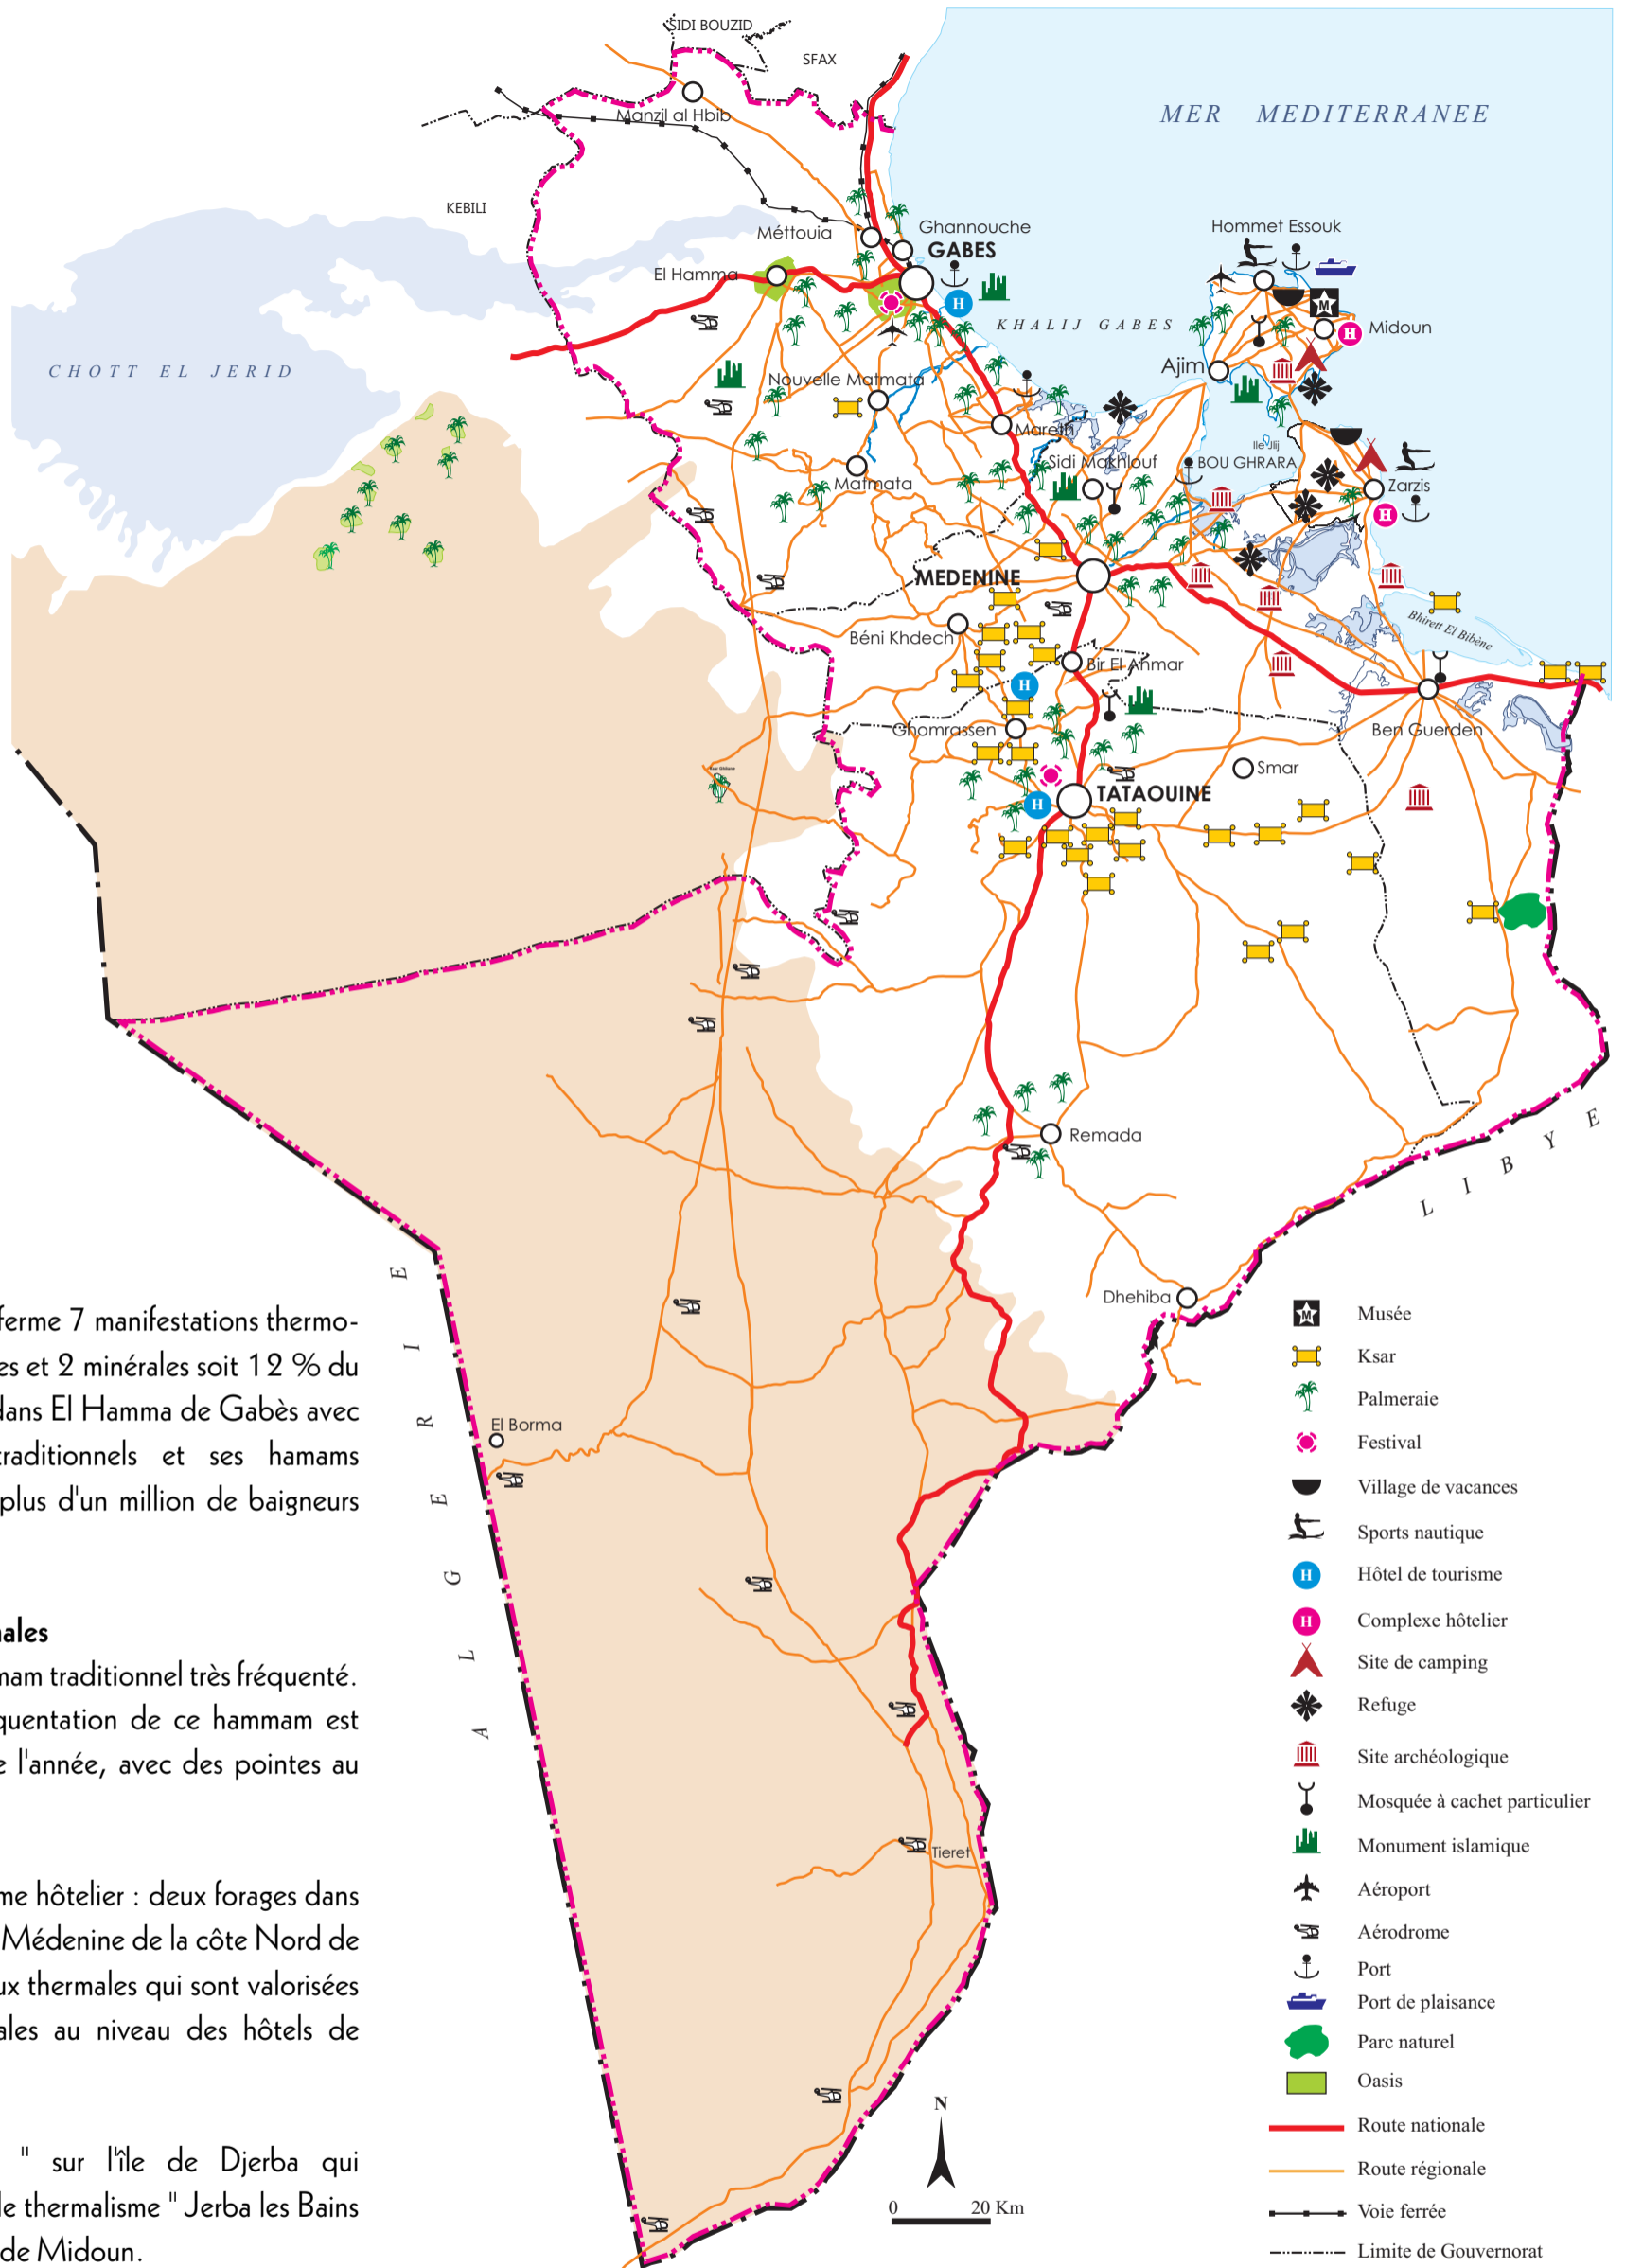 SIDI BOUZID
SFAX
Manzil al Hbib
MER MEDITERRANEE
KEBILI
Ghannouche
Méttouia
GABES
El Hamma
Hommet Essouk
KHALIJ GABES
Midoun
CHOTT EL JERID
Ajim
Nouvelle Matmata
Mareth
Ile Jlij
Sidi Makhlouf
BOU GHRARA
Matmata
Zarzis
MEDENINE
Béni Khdech
Bhirett El Bibène
Bir El Ahmar
Ghomrassen
Ben Guerden
Smar
TATAOUINE
Remada
LIBYE
Dhehiba
ALGERIE
El Borma
Tieret
ferme 7 manifestations thermo-
es et 2 minérales soit 12 % du
dans El Hamma de Gabès avec
traditionnels et ses hamams
plus d'un million de baigneurs
nales
mam traditionnel très fréquenté.
quentation de ce hammam est
e l'année, avec des pointes au
me hôtelier : deux forages dans
Médenine de la côte Nord de
ux thermales qui sont valorisées
ales au niveau des hôtels de
" sur l'île de Djerba qui
le thermalisme " Jerba les Bains
de Midoun.
N
0 20 Km
M Musée
Ksar
Palmeraie
Festival
Village de vacances
Sports nautique
H Hôtel de tourisme
H Complexe hôtelier
Site de camping
Refuge
Site archéologique
Mosquée à cachet particulier
Monument islamique
Aéroport
Aérodrome
Port
Port de plaisance
Parc naturel
Oasis
Route nationale
Route régionale
Voie ferrée
Limite de Gouvernorat